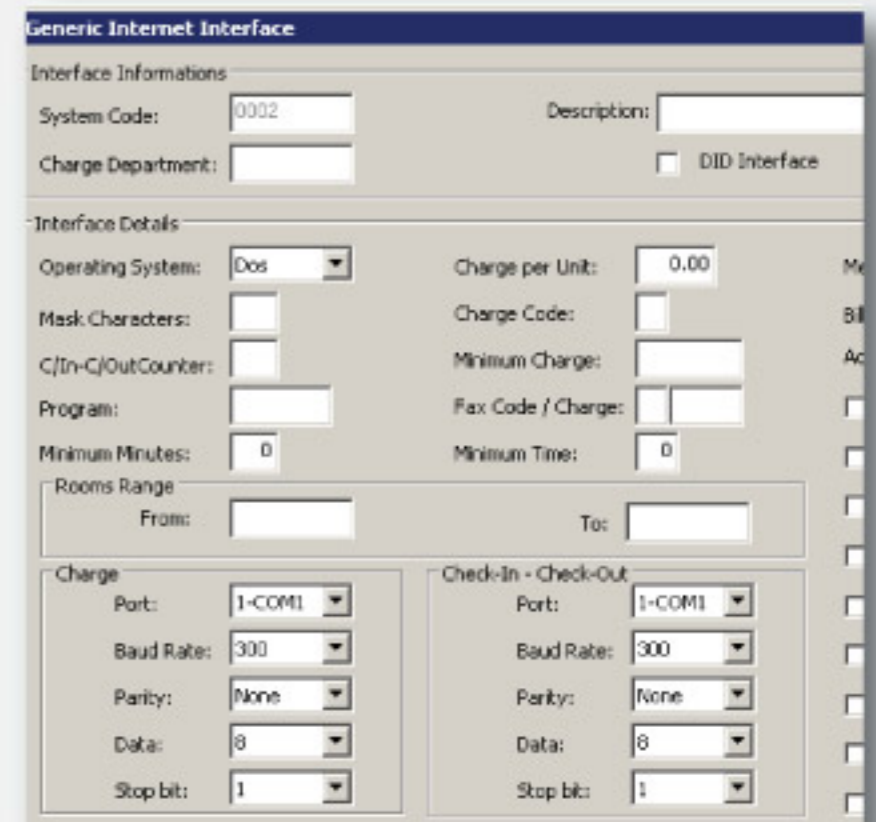 Generic Internet Interface
Interface Informations
System Code: 0002 Description:
Charge Department: DID Interface
Interface Details
Operating System: Dos Charge per Unit: 0.00 Me
Mask Characters: Charge Code: Bil
C/In-C/OutCounter: Minimum Charge: Ac
Program: Fax Code / Charge:
Minimum Minutes: 0 Minimum Time: 0
Rooms Range
From: To:
Charge Check-In - Check-Out
Port: 1-COM1 Port: 1-COM1
Baud Rate: 300 Baud Rate: 300
Parity: None Parity: None
Data: 8 Data: 8
Stop bit: 1 Stop bit: 1